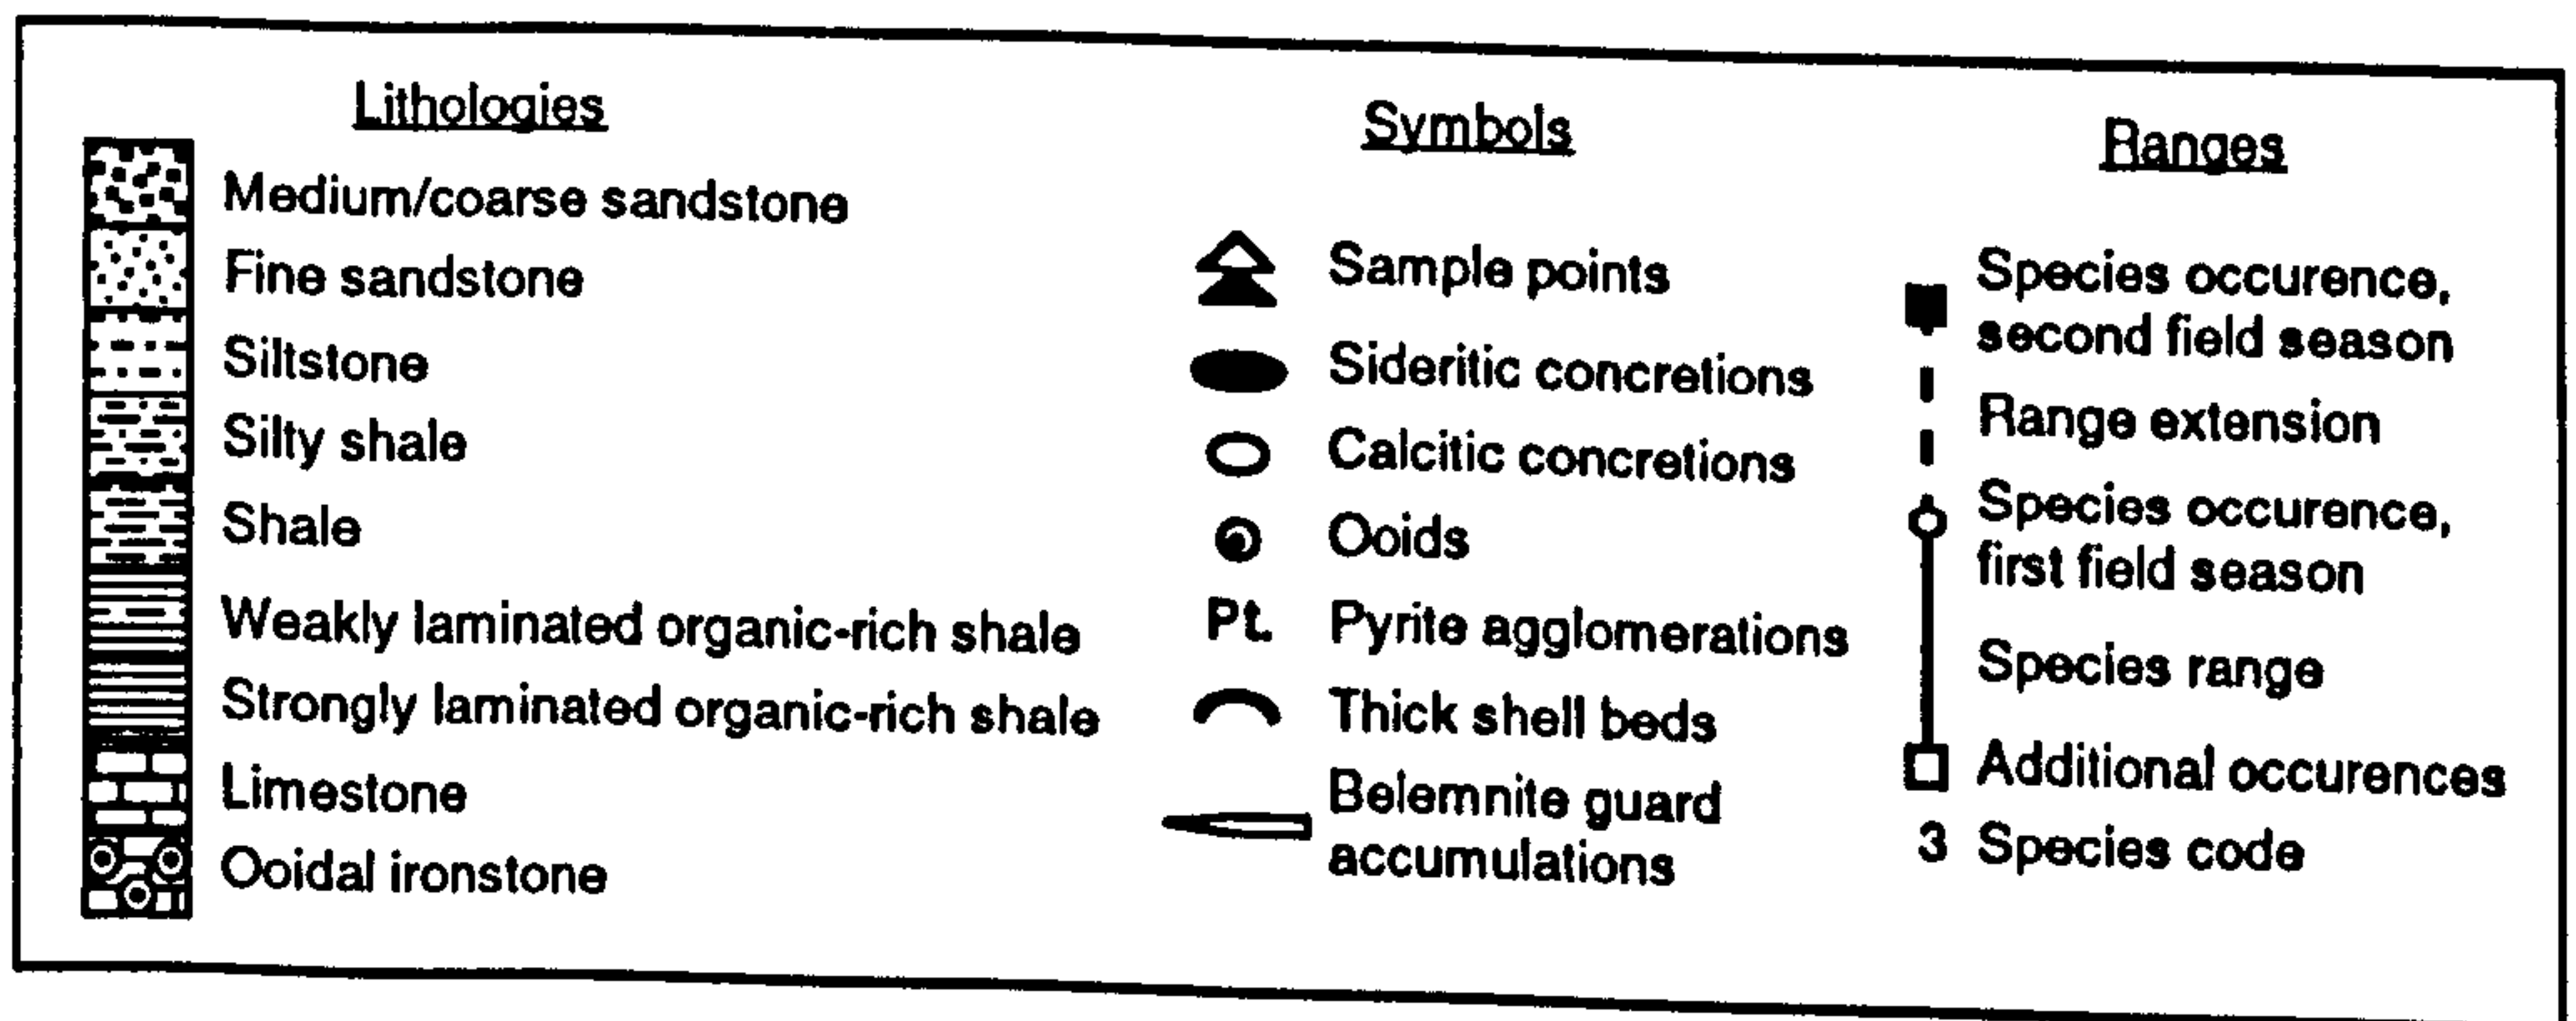 Lithologies
Medium/coarse sandstone
Fine sandstone
Siltstone
Silty shale
Shale
Weakly laminated organic-rich shale
Strongly laminated organic-rich shale
Limestone
Ooidal ironstone
Symbols
Sample points
Sideritic concretions
Calcitic concretions
Ooids
Pt. Pyrite agglomerations
Thick shell beds
Belemnite guard
accumulations
Ranges
Species occurence,
second field season
Range extension
Species occurence,
first field season
Species range
Additional occurences
3 Species code